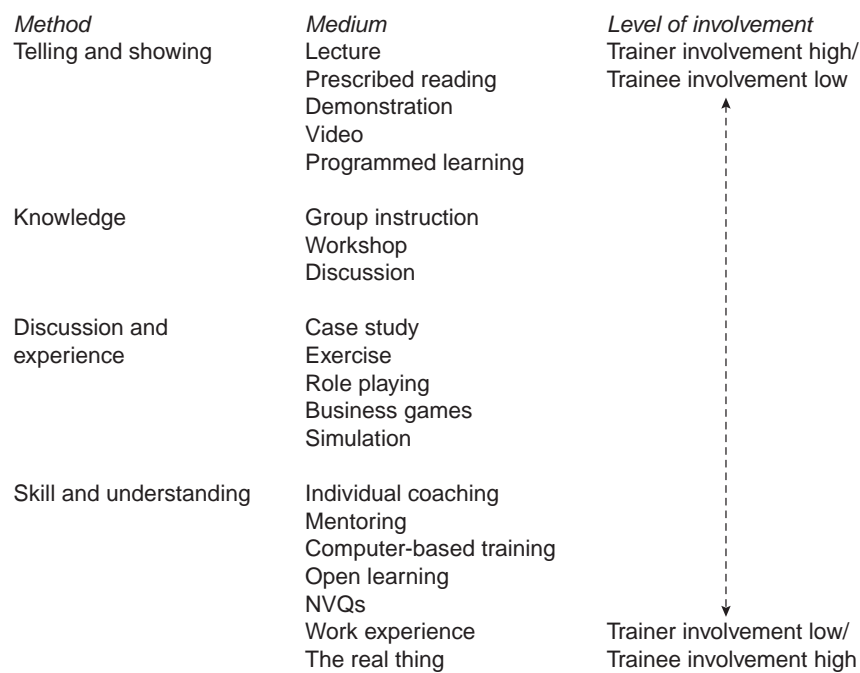 Method Medium Level of involvement
Telling and showing Lecture Trainer involvement high/
Prescribed reading Trainee involvement low
Demonstration
Video
Programmed learning
Knowledge Group instruction
Workshop
Discussion
Discussion and Case study
experience Exercise
Role playing
Business games
Simulation
Skill and understanding Individual coaching
Mentoring
Computer-based training
Open learning
NVQs
Work experience Trainer involvement low/
The real thing Trainee involvement high